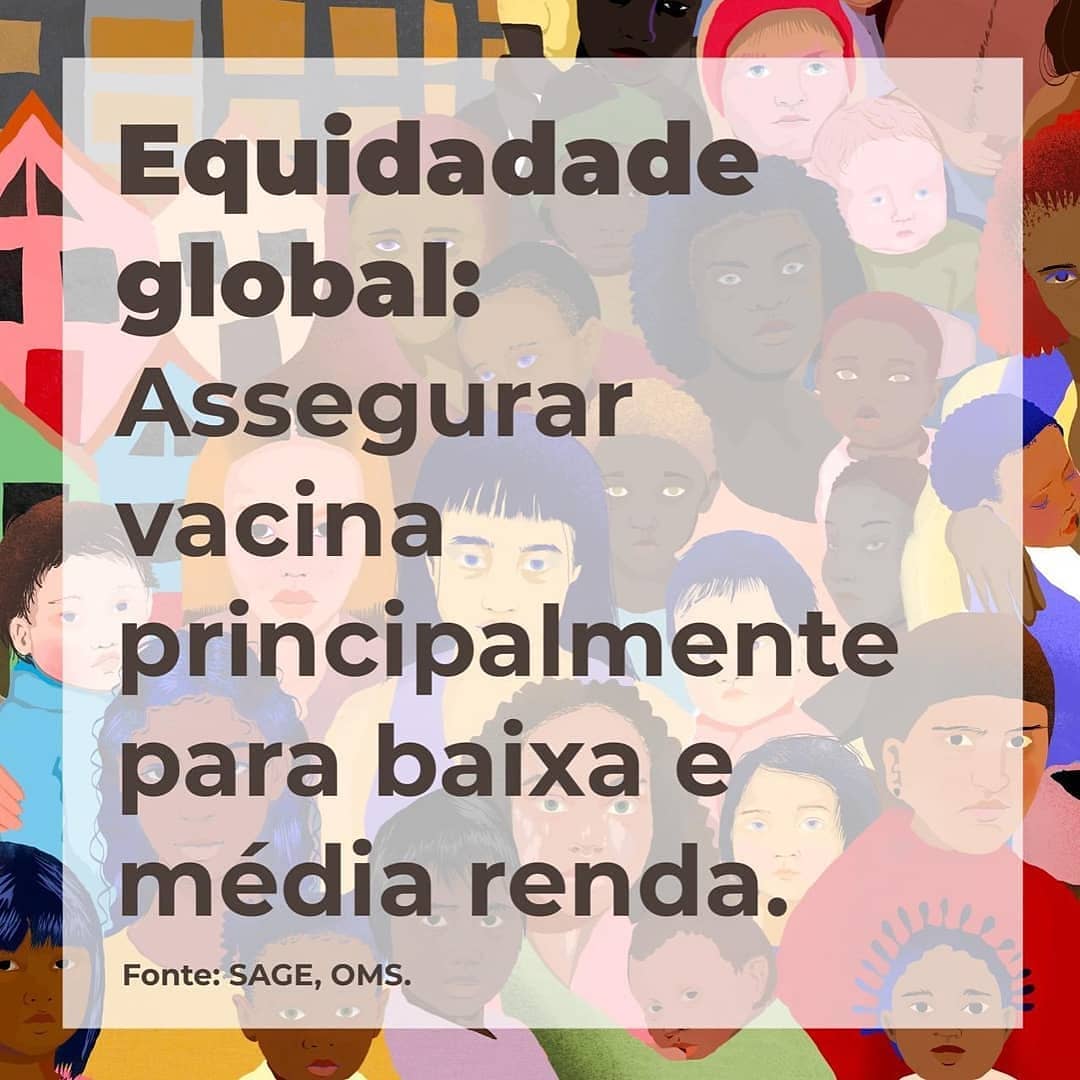 Equidadade
global:
Assegurar
vacina
principalmente
para baixa e
média renda.
Fonte: SAGE, OMS.